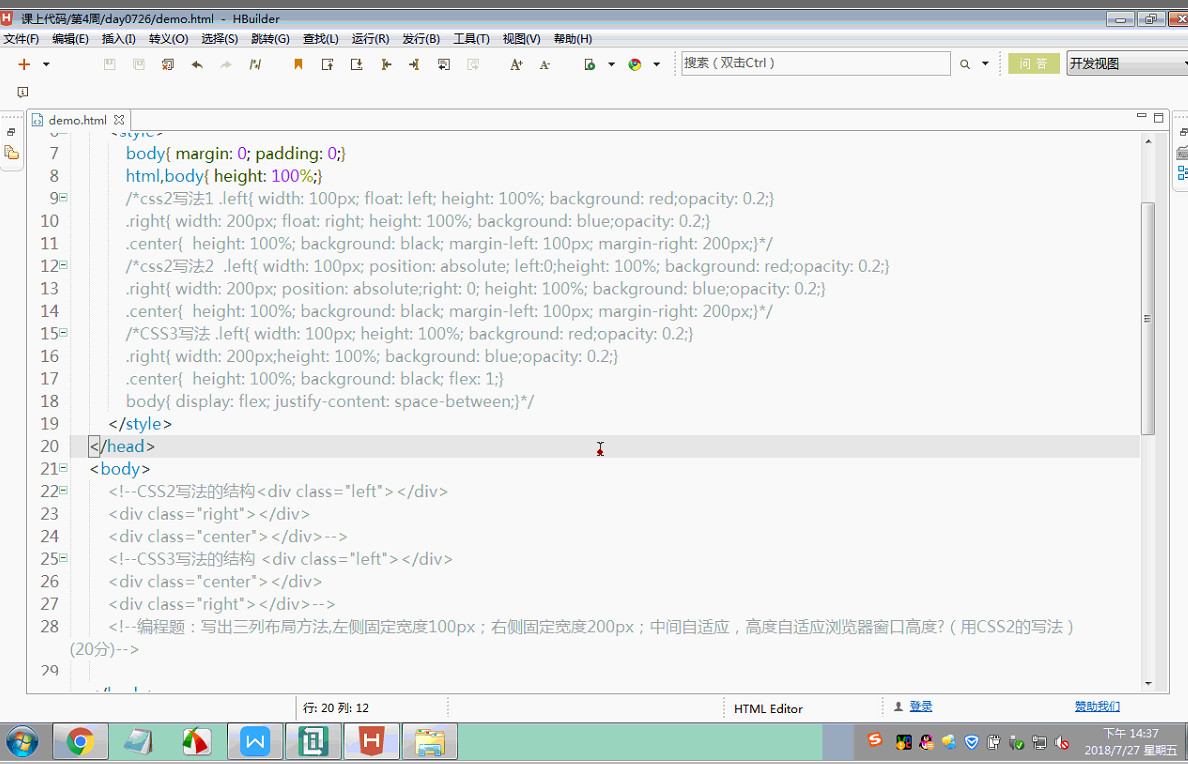 课上代码/第4周/day0726/demo.html - HBuilder
文件(F) 编辑(E) 插入(I) 转义(O) 选择(S) 跳转(G) 查找(L) 运行(R) 发行(B) 工具(T) 视图(V) 帮助(H)
搜索（双击Ctrl） 问 答 开发视图
demo.html
6 <style>
7 body{ margin: 0; padding: 0;}
8 html,body{ height: 100%;}
9 /*css2写法1 .left{ width: 100px; float: left; height: 100%; background: red;opacity: 0.2;}
10 .right{ width: 200px; float: right; height: 100%; background: blue;opacity: 0.2;}
11 .center{ height: 100%; background: black; margin-left: 100px; margin-right: 200px;}*/
12 /*css2写法2 .left{ width: 100px; position: absolute; left:0;height: 100%; background: red;opacity: 0.2;}
13 .right{ width: 200px; position: absolute;right: 0; height: 100%; background: blue;opacity: 0.2;}
14 .center{ height: 100%; background: black; margin-left: 100px; margin-right: 200px;}*/
15 /*CSS3写法 .left{ width: 100px; height: 100%; background: red;opacity: 0.2;}
16 .right{ width: 200px;height: 100%; background: blue;opacity: 0.2;}
17 .center{ height: 100%; background: black; flex: 1;}
18 body{ display: flex; justify-content: space-between;}*/
19 </style>
20 </head>
21 <body>
22 <!--CSS2写法的结构<div class="left"></div>
23 <div class="right"></div>
24 <div class="center"></div>-->
25 <!--CSS3写法的结构 <div class="left"></div>
26 <div class="center"></div>
27 <div class="right"></div>-->
28 <!--编程题：写出三列布局方法,左侧固定宽度100px；右侧固定宽度200px；中间自适应，高度自适应浏览器窗口高度?（用CSS2的写法）
(20分)-->
29
行: 20 列: 12 HTML Editor 登录 赞助我们
下午 14:37
2018/7/27 星期五